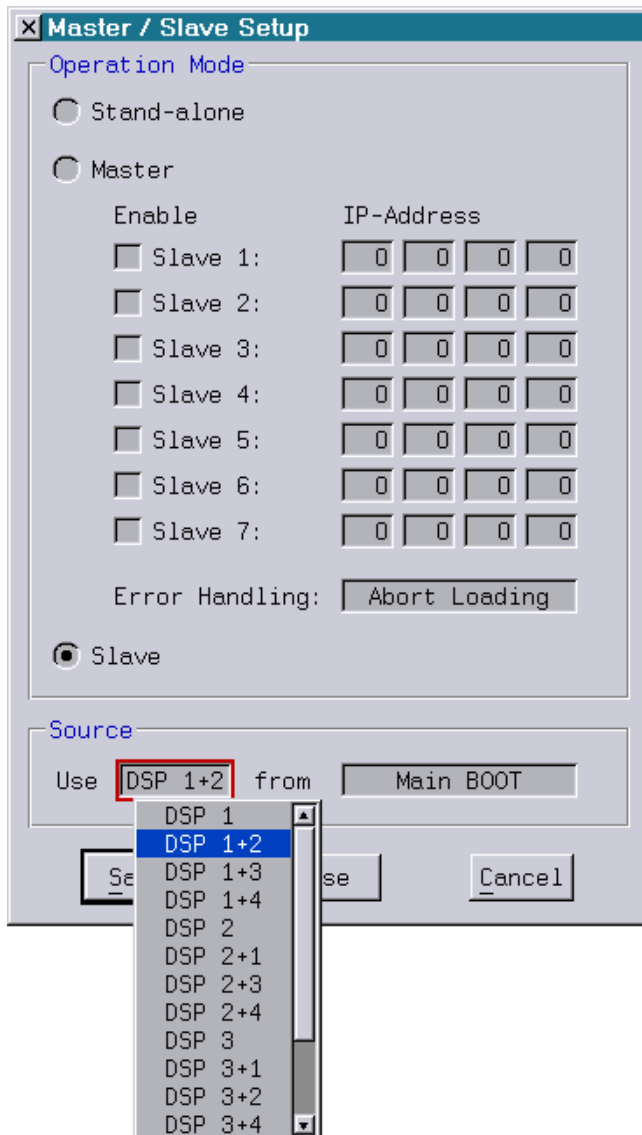 Master / Slave Setup
Operation Mode
Stand-alone
Master
Enable IP-Address
Slave 1: 0 0 0 0
Slave 2: 0 0 0 0
Slave 3: 0 0 0 0
Slave 4: 0 0 0 0
Slave 5: 0 0 0 0
Slave 6: 0 0 0 0
Slave 7: 0 0 0 0
Error Handling: Abort Loading
Slave
Source
Use DSP 1+2 from Main BOOT
DSP 1
DSP 1+2
DSP 1+3
DSP 1+4
DSP 2
DSP 2+1
DSP 2+3
DSP 2+4
DSP 3
DSP 3+1
DSP 3+2
DSP 3+4
Cancel